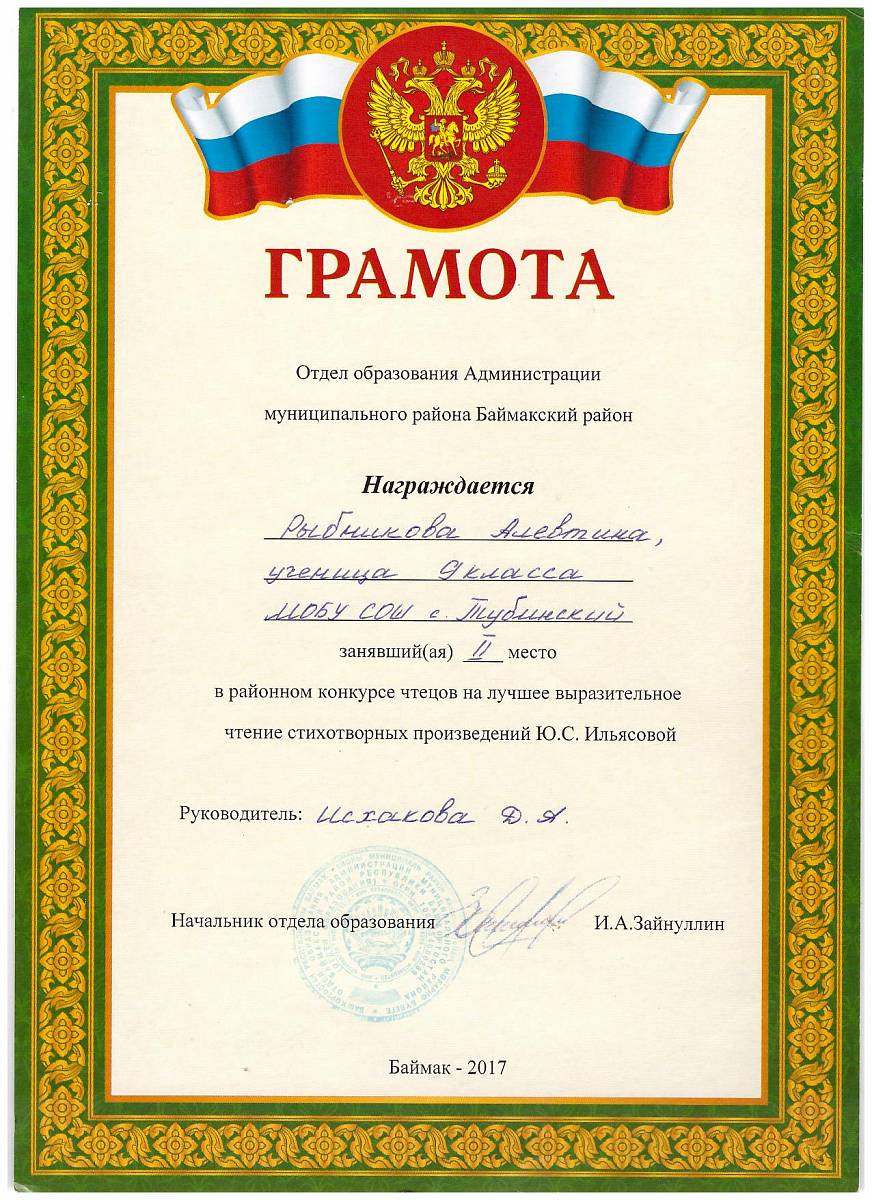 ГРАМОТА
Отдел образования Администрации
муниципального района Баймакский район
Награждается
Рыбникова Алевтина,
ученица 9 класса
МОБУ СОШ с. Тубинский
занявший(ая) II место
в районном конкурсе чтецов на лучшее выразительное
чтение стихотворных произведений Ю.С. Ильясовой
Руководитель: Исхакова Д. А.
Начальник отдела образования И.А.Зайнуллин
Баймак - 2017